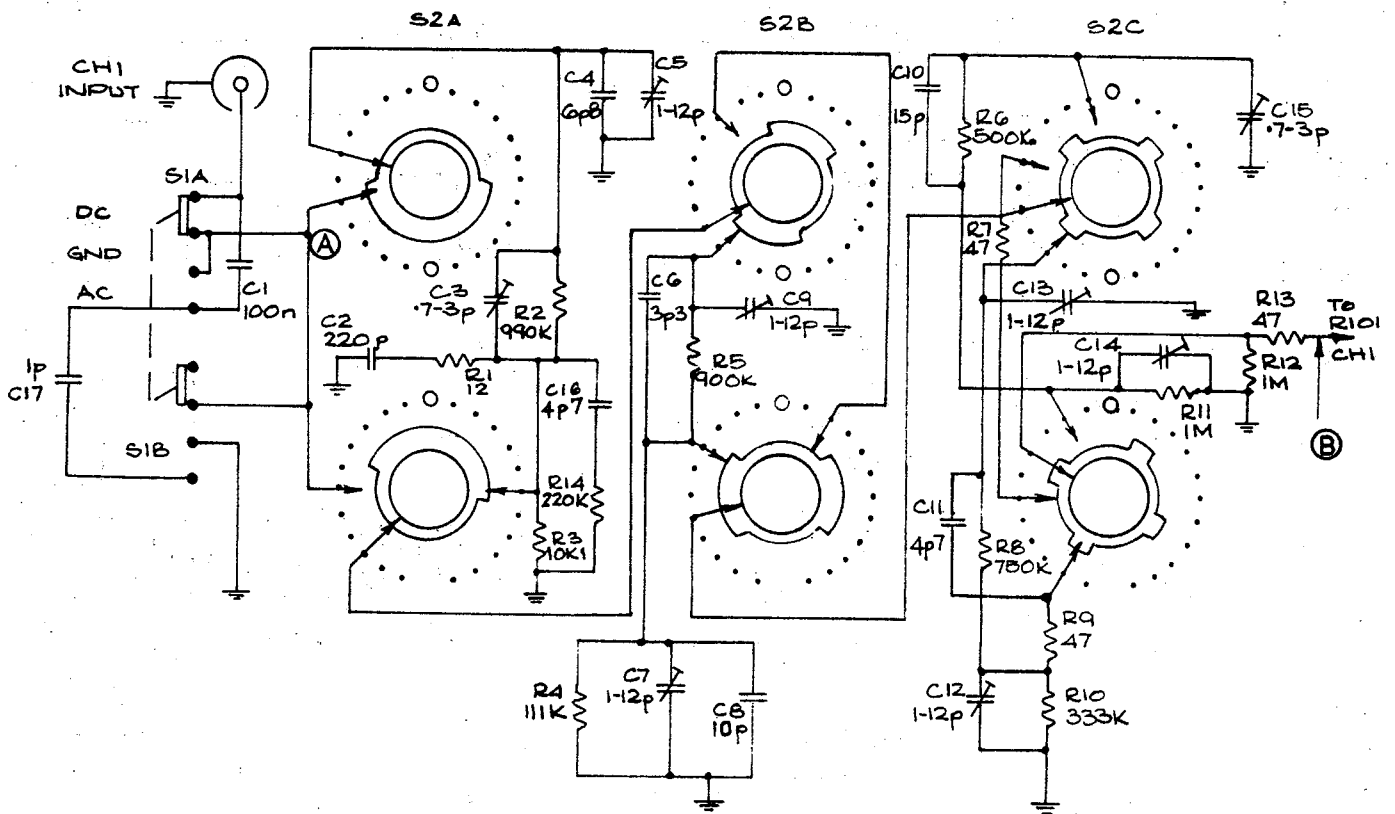 S2A
S2B
S2C
CH1
INPUT
S1A
DC
GND
AC
C1
100n
A
1p
C17
S1B
C2
220p
R1
12
C3
.7-3p
R2
990K
C4
6p8
C5
1-12p
C16
4p7
R14
220K
R3
10K1
C6
3p3
C9
1-12p
R5
900K
R4
111K
C7
1-12p
C8
10p
C10
15p
R6
500K
C15
.7-3p
R7
47
C13
1-12p
C14
1-12p
R13
47
TO
R101
CH1
R12
1M
R11
1M
B
C11
4p7
R8
750K
R9
47
C12
1-12p
R10
333K